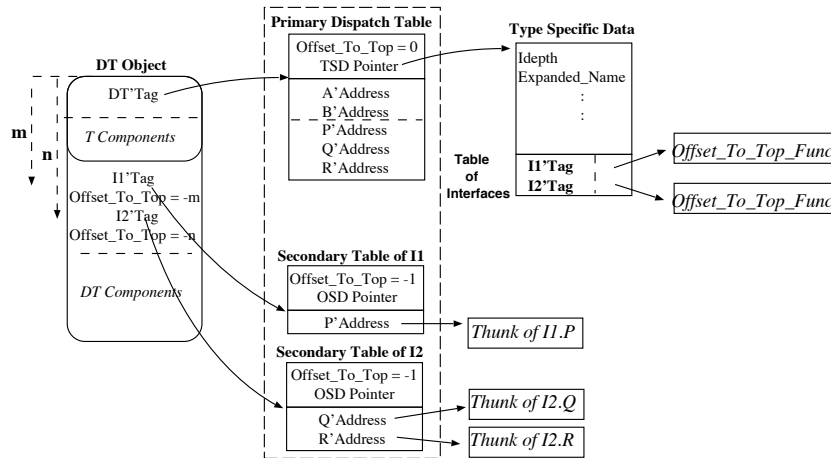 Primary Dispatch Table
Offset_To_Top = 0
TSD Pointer
A'Address
B'Address
P'Address
Q'Address
R'Address
Type Specific Data
Idepth
Expanded_Name
:
:
Table
of
Interfaces
I1'Tag
I2'Tag
Offset_To_Top_Func
Offset_To_Top_Func
DT Object
m
n
DT'Tag
T Components
I1'Tag
Offset_To_Top = -m
I2'Tag
Offset_To_Top = -n
DT Components
Secondary Table of I1
Offset_To_Top = -1
OSD Pointer
P'Address
Thunk of I1.P
Secondary Table of I2
Offset_To_Top = -1
OSD Pointer
Q'Address
R'Address
Thunk of I2.Q
Thunk of I2.R